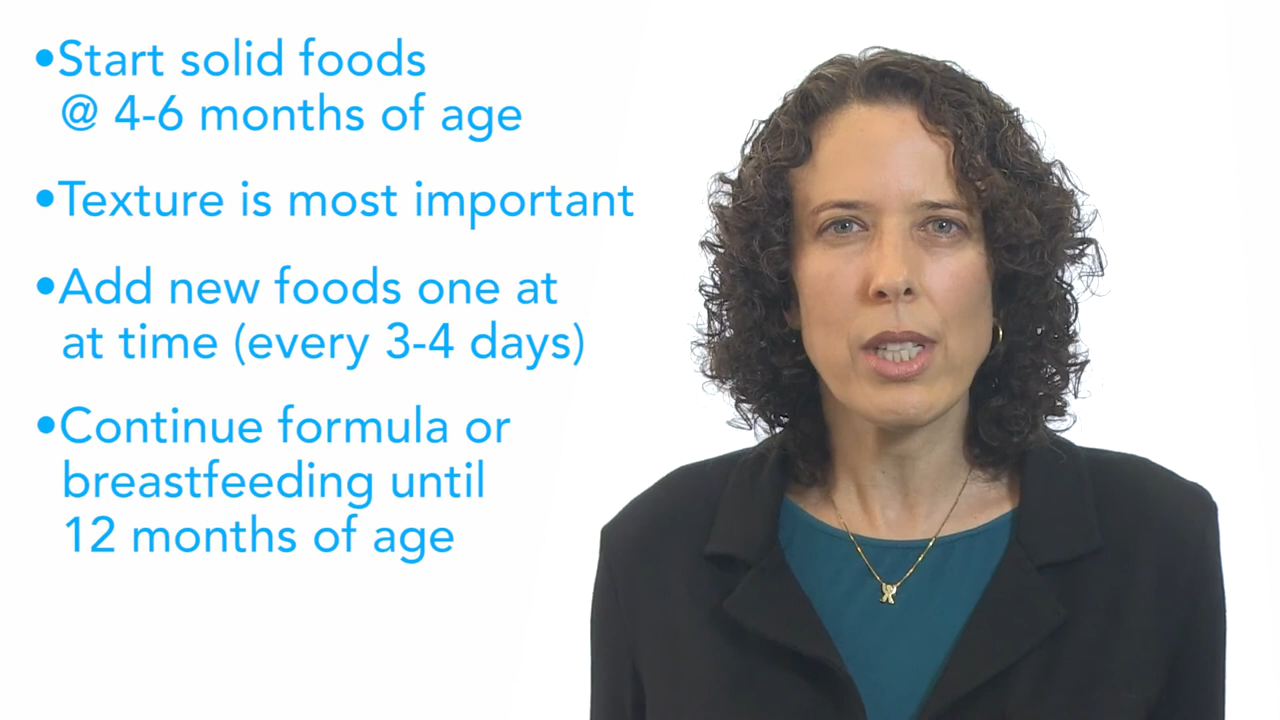 •Start solid foods
@ 4-6 months of age
•Texture is most important
•Add new foods one at
at time (every 3-4 days)
•Continue formula or
breastfeeding until
12 months of age